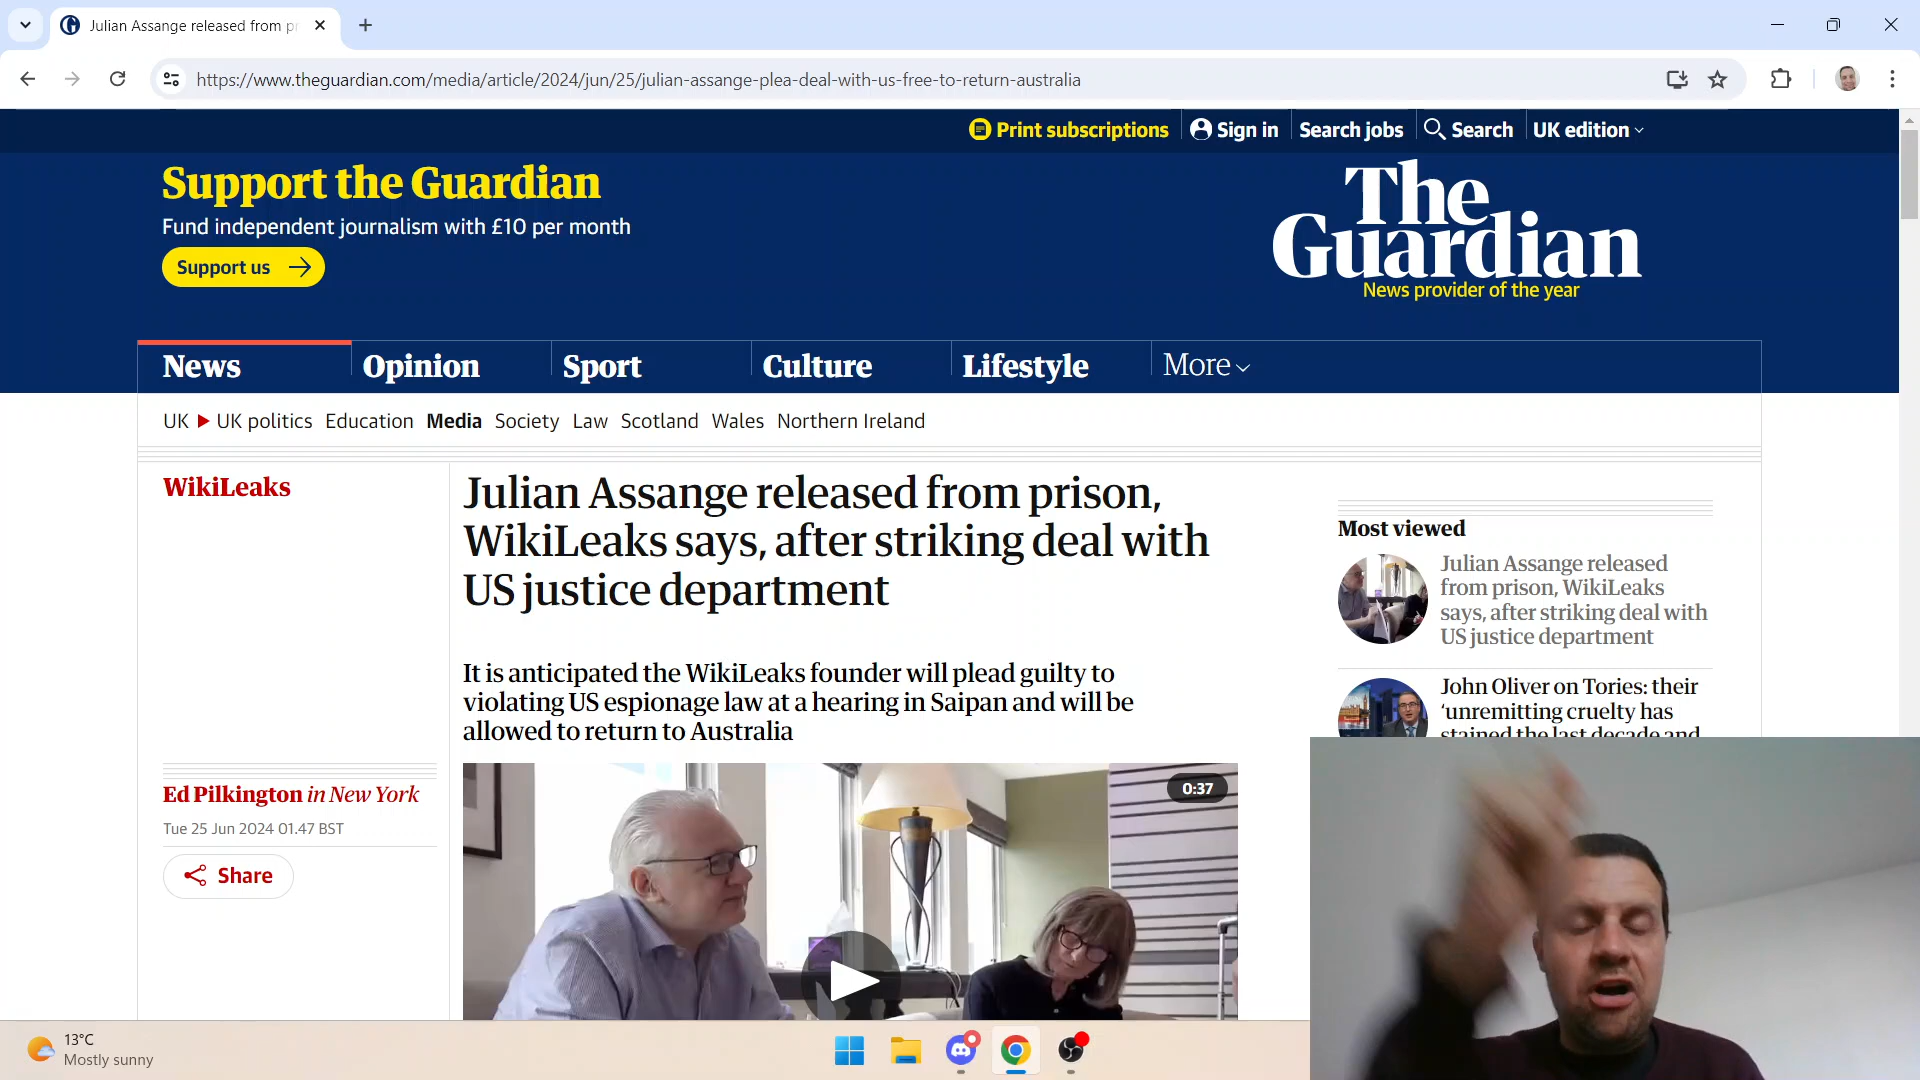 Julian Assange released from pr
https://www.theguardian.com/media/article/2024/jun/25/julian-assange-plea-deal-with-us-free-to-return-australia
Print subscriptions
Sign in
Search jobs
Search
UK edition
Support the Guardian
Fund independent journalism with £10 per month
Support us
The
Guardian
News provider of the year
News
Opinion
Sport
Culture
Lifestyle
More
UK
UK politics
Education
Media
Society
Law
Scotland
Wales
Northern Ireland
WikiLeaks
Julian Assange released from prison,
WikiLeaks says, after striking deal with
US justice department
It is anticipated the WikiLeaks founder will plead guilty to
violating US espionage law at a hearing in Saipan and will be
allowed to return to Australia
Ed Pilkington in New York
Tue 25 Jun 2024 01.47 BST
Share
0:37
Most viewed
Julian Assange released
from prison, WikiLeaks
says, after striking deal with
US justice department
John Oliver on Tories: their
‘unremitting cruelty has
stained the last decade and
13°C
Mostly sunny